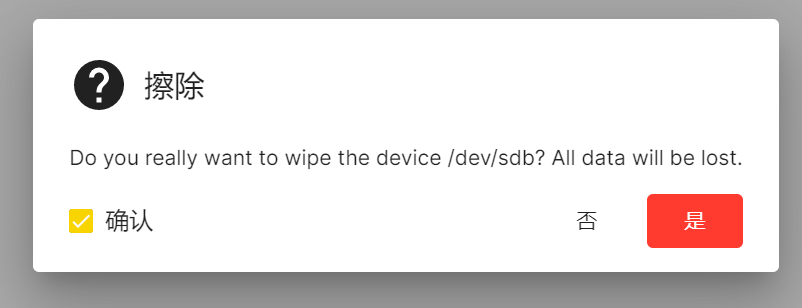 擦除
Do you really want to wipe the device /dev/sdb? All data will be lost.
确认 否 是